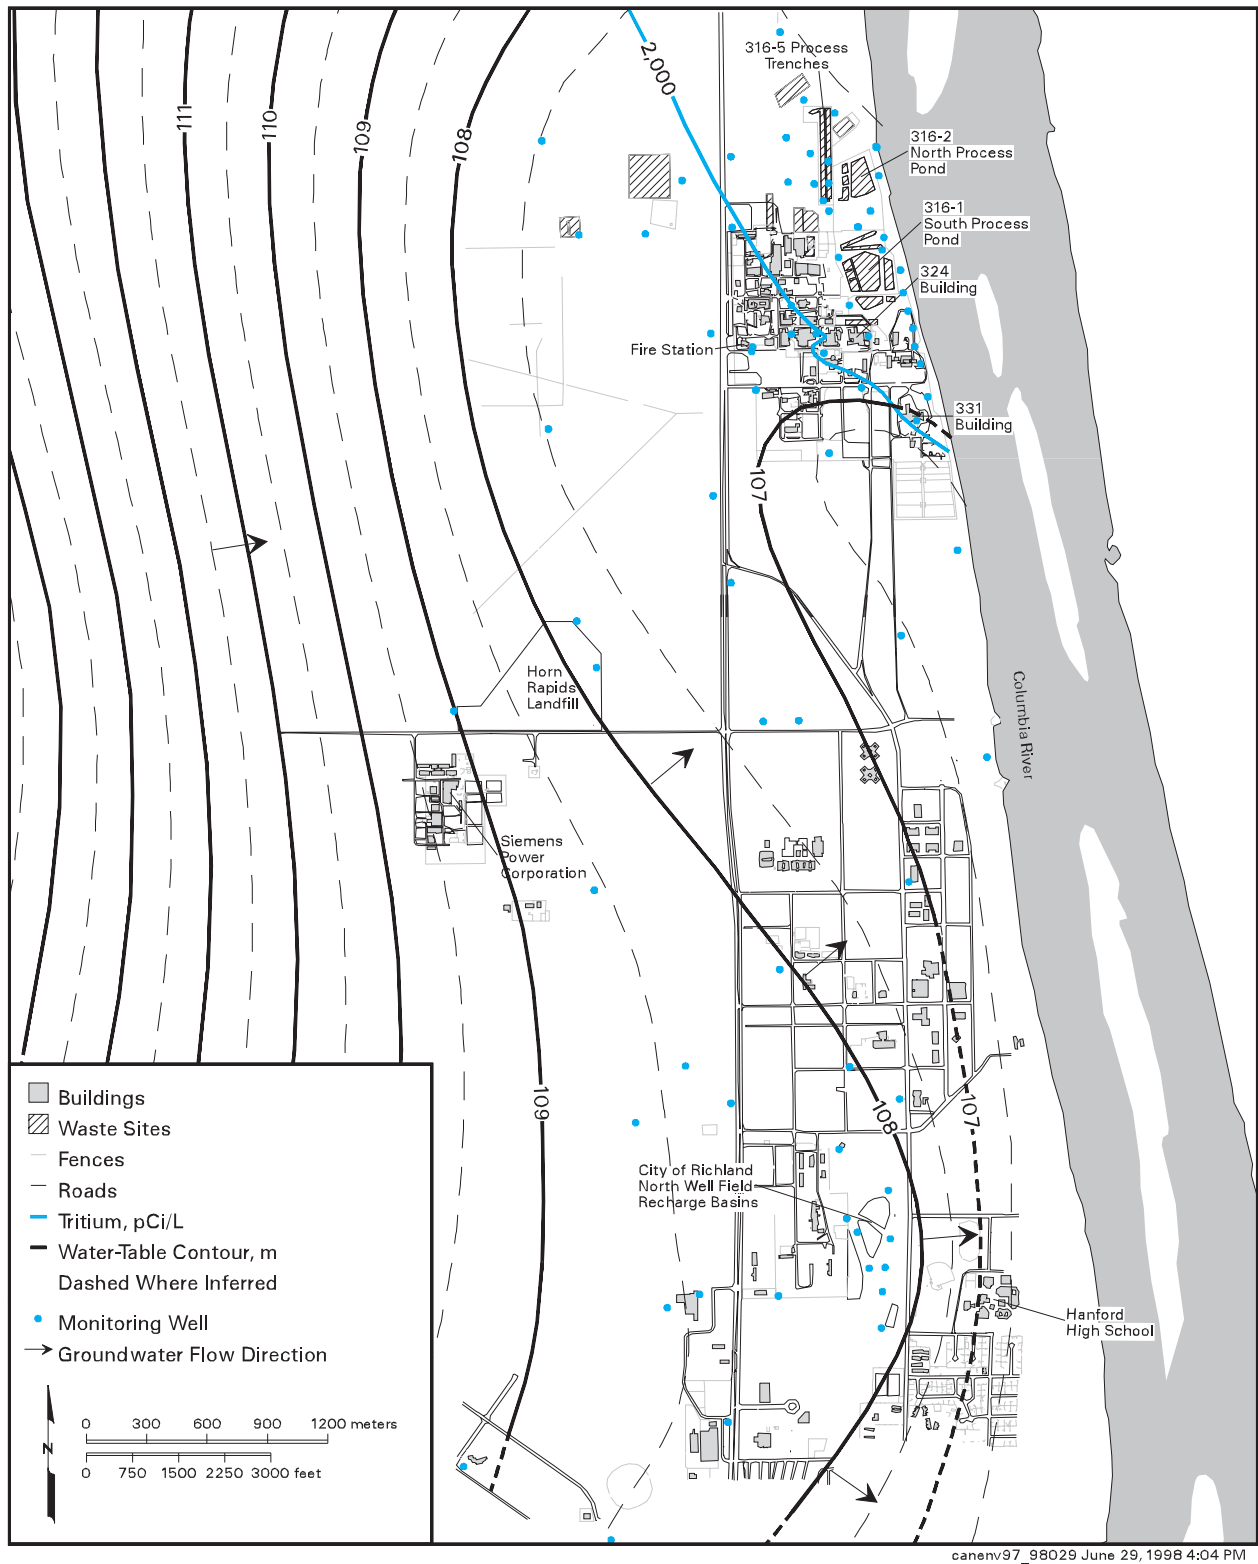 316-5 Process
Trenches
2,000
111
110
109
108
316-2
North Process
Pond
316-1
South Process
Pond
324
Building
Fire Station
331
Building
107
Horn
Rapids
Landfill
Columbia River
Siemens
Power
Corporation
109
108
107
City of Richland
North Well Field
Recharge Basins
Hanford
High School
Buildings
Waste Sites
Fences
Roads
Tritium, pCi/L
Water-Table Contour, m
Dashed Where Inferred
Monitoring Well
Groundwater Flow Direction
N
0 300 600 900 1200 meters
0 750 1500 2250 3000 feet
canenv97_98029 June 29, 1998 4:04 PM